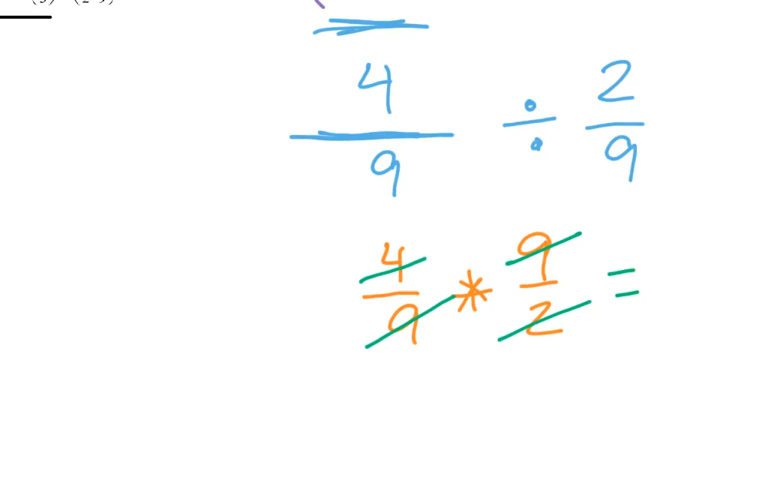 4/9 ÷ 2/9
4/9 * 9/2 =